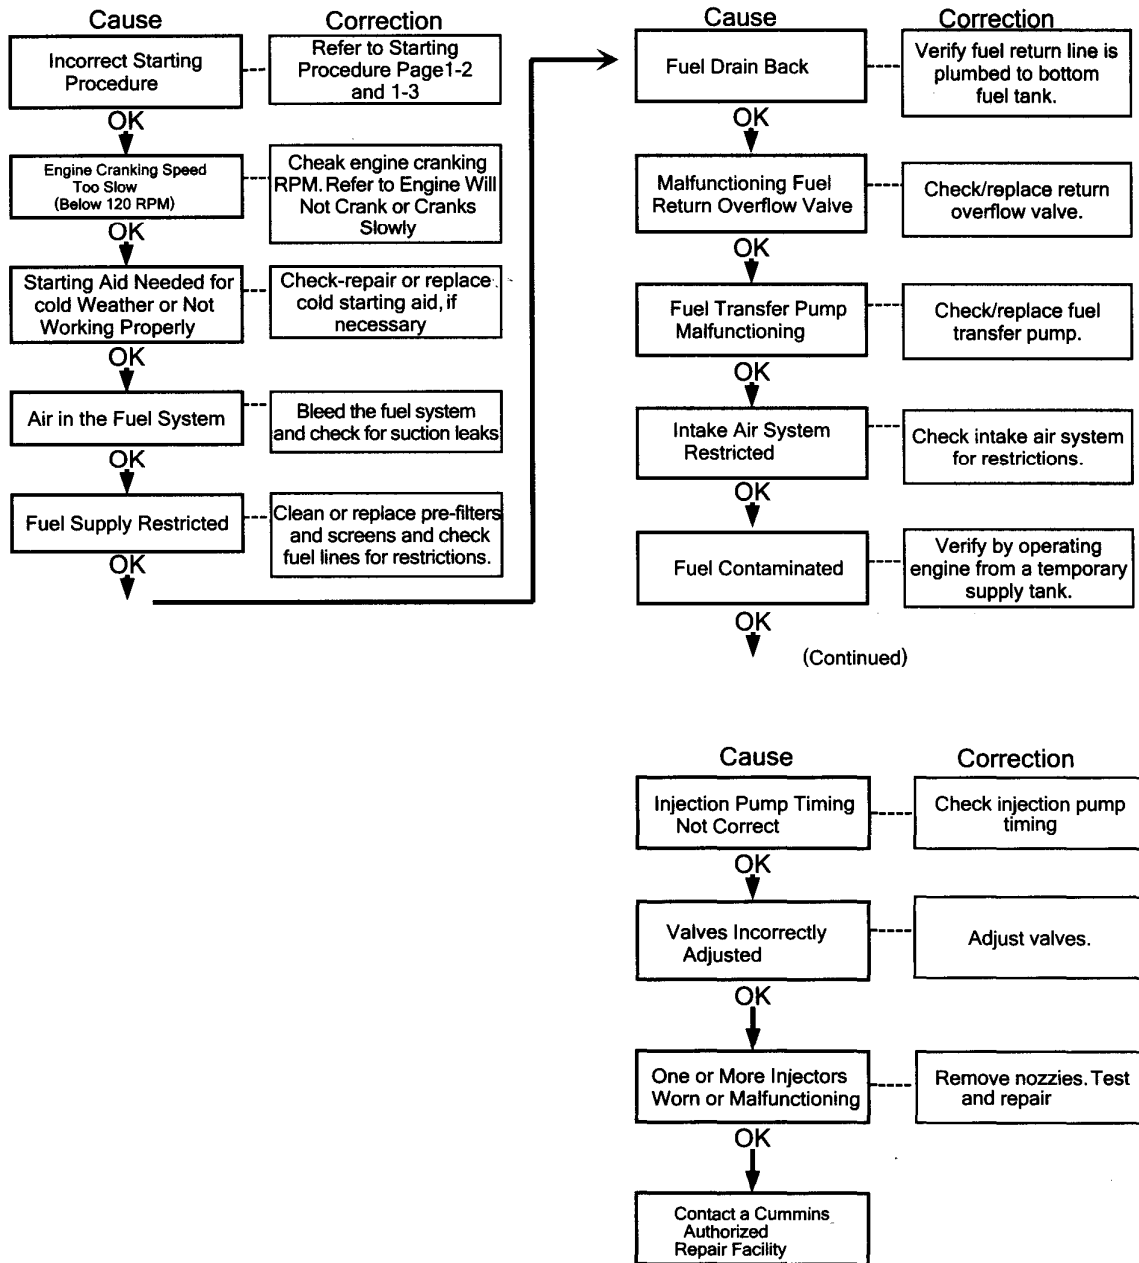 Cause
Correction
Incorrect Starting
Procedure
Refer to Starting
Procedure Page1-2
and 1-3
OK
Engine Cranking Speed
Too Slow
(Below 120 RPM)
Cheak engine cranking
RPM. Refer to Engine Will
Not Crank or Cranks
Slowly
OK
Starting Aid Needed for
cold Weather or Not
Working Properly
Check-repair or replace
cold starting aid, if
necessary
OK
Air in the Fuel System
Bleed the fuel system
and check for suction leaks
OK
Fuel Supply Restricted
Clean or replace pre-filters
and screens and check
fuel lines for restrictions.
OK
Cause
Correction
Fuel Drain Back
Verify fuel return line is
plumbed to bottom
fuel tank.
OK
Malfunctioning Fuel
Return Overflow Valve
Check/replace return
overflow valve.
OK
Fuel Transfer Pump
Malfunctioning
Check/replace fuel
transfer pump.
OK
Intake Air System
Restricted
Check intake air system
for restrictions.
OK
Fuel Contaminated
Verify by operating
engine from a temporary
supply tank.
OK
(Continued)
Cause
Correction
Injection Pump Timing
Not Correct
Check injection pump
timing
OK
Valves Incorrectly
Adjusted
Adjust valves.
OK
One or More Injectors
Worn or Malfunctioning
Remove nozzies. Test
and repair
OK
Contact a Cummins
Authorized
Repair Facility